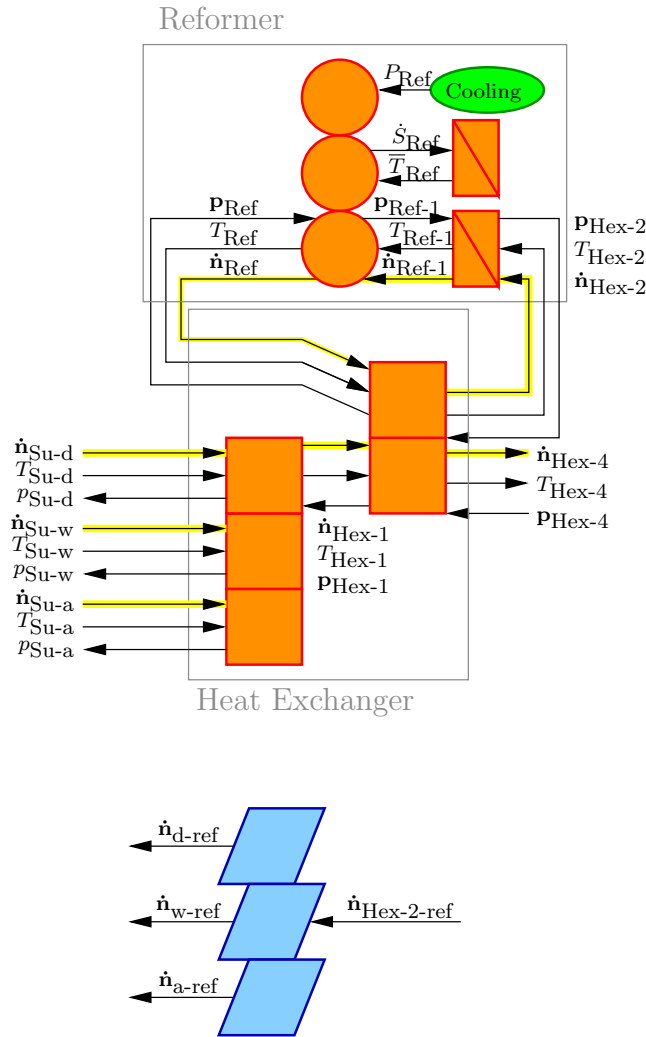 Reformer
P_Ref
Cooling
Ṡ_Ref
T̅_Ref
p_Ref p_Ref-1 p_Hex-2
T_Ref T_Ref-1 T_Hex-2
ṅ_Ref ṅ_Ref-1 ṅ_Hex-2
ṅ_Su-d ṅ_Hex-4
T_Su-d T_Hex-4
p_Su-d p_Hex-4
ṅ_Su-w ṅ_Hex-1
T_Su-w T_Hex-1
p_Su-w p_Hex-1
ṅ_Su-a
T_Su-a
p_Su-a
Heat Exchanger
ṅ_d-ref
ṅ_w-ref ṅ_Hex-2-ref
ṅ_a-ref